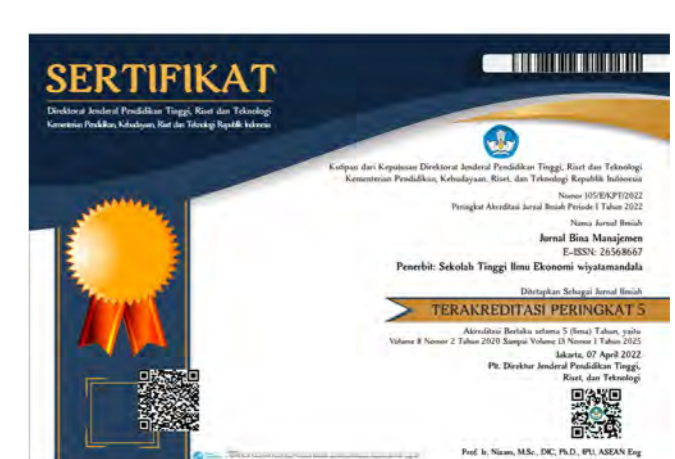 SERTIFIKAT
Direktorat Jenderal Pendidikan Tinggi, Riset dan Teknologi
Kementerian Pendidikan, Kebudayaan, Riset dan Teknologi Republik Indonesia
Kutipan dari Keputusan Direktorat Jenderal Pendidikan Tinggi, Riset dan Teknologi
Kementerian Pendidikan, Kebudayaan, Riset, dan Teknologi Republik Indonesia
Nomor 105/E/KPT/2022
Peringkat Akreditasi Jurnal Ilmiah Periode I Tahun 2022
Nama Jurnal Ilmiah
Jurnal Bina Manajemen
E-ISSN: 26568667
Penerbit: Sekolah Tinggi Ilmu Ekonomi wiyatamandala
Ditetapkan Sebagai Jurnal Ilmiah
TERAKREDITASI PERINGKAT 5
Akreditasi Berlaku selama 5 (lima) Tahun, yaitu
Volume 8 Nomor 2 Tahun 2020 Sampai Volume 13 Nomor 1 Tahun 2025
Jakarta, 07 April 2022
Plt. Direktur Jenderal Pendidikan Tinggi,
Riset, dan Teknologi
Prof. Ir. Nizam, M.Sc., DIC, Ph.D., IPU, ASEAN Eng